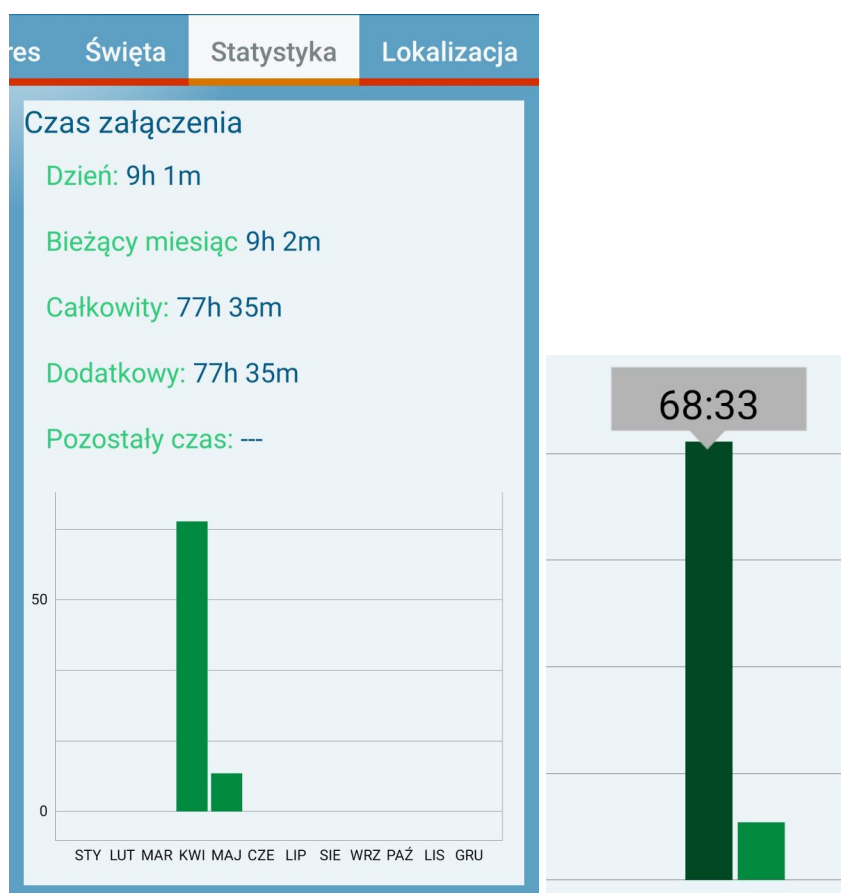 res Święta Statystyka Lokalizacja
Czas załączenia
Dzień: 9h 1m
Bieżący miesiąc 9h 2m
Całkowity: 77h 35m
Dodatkowy: 77h 35m
Pozostały czas: ---
68:33
50
0
STY LUT MAR KWI MAJ CZE LIP SIE WRZ PAŹ LIS GRU